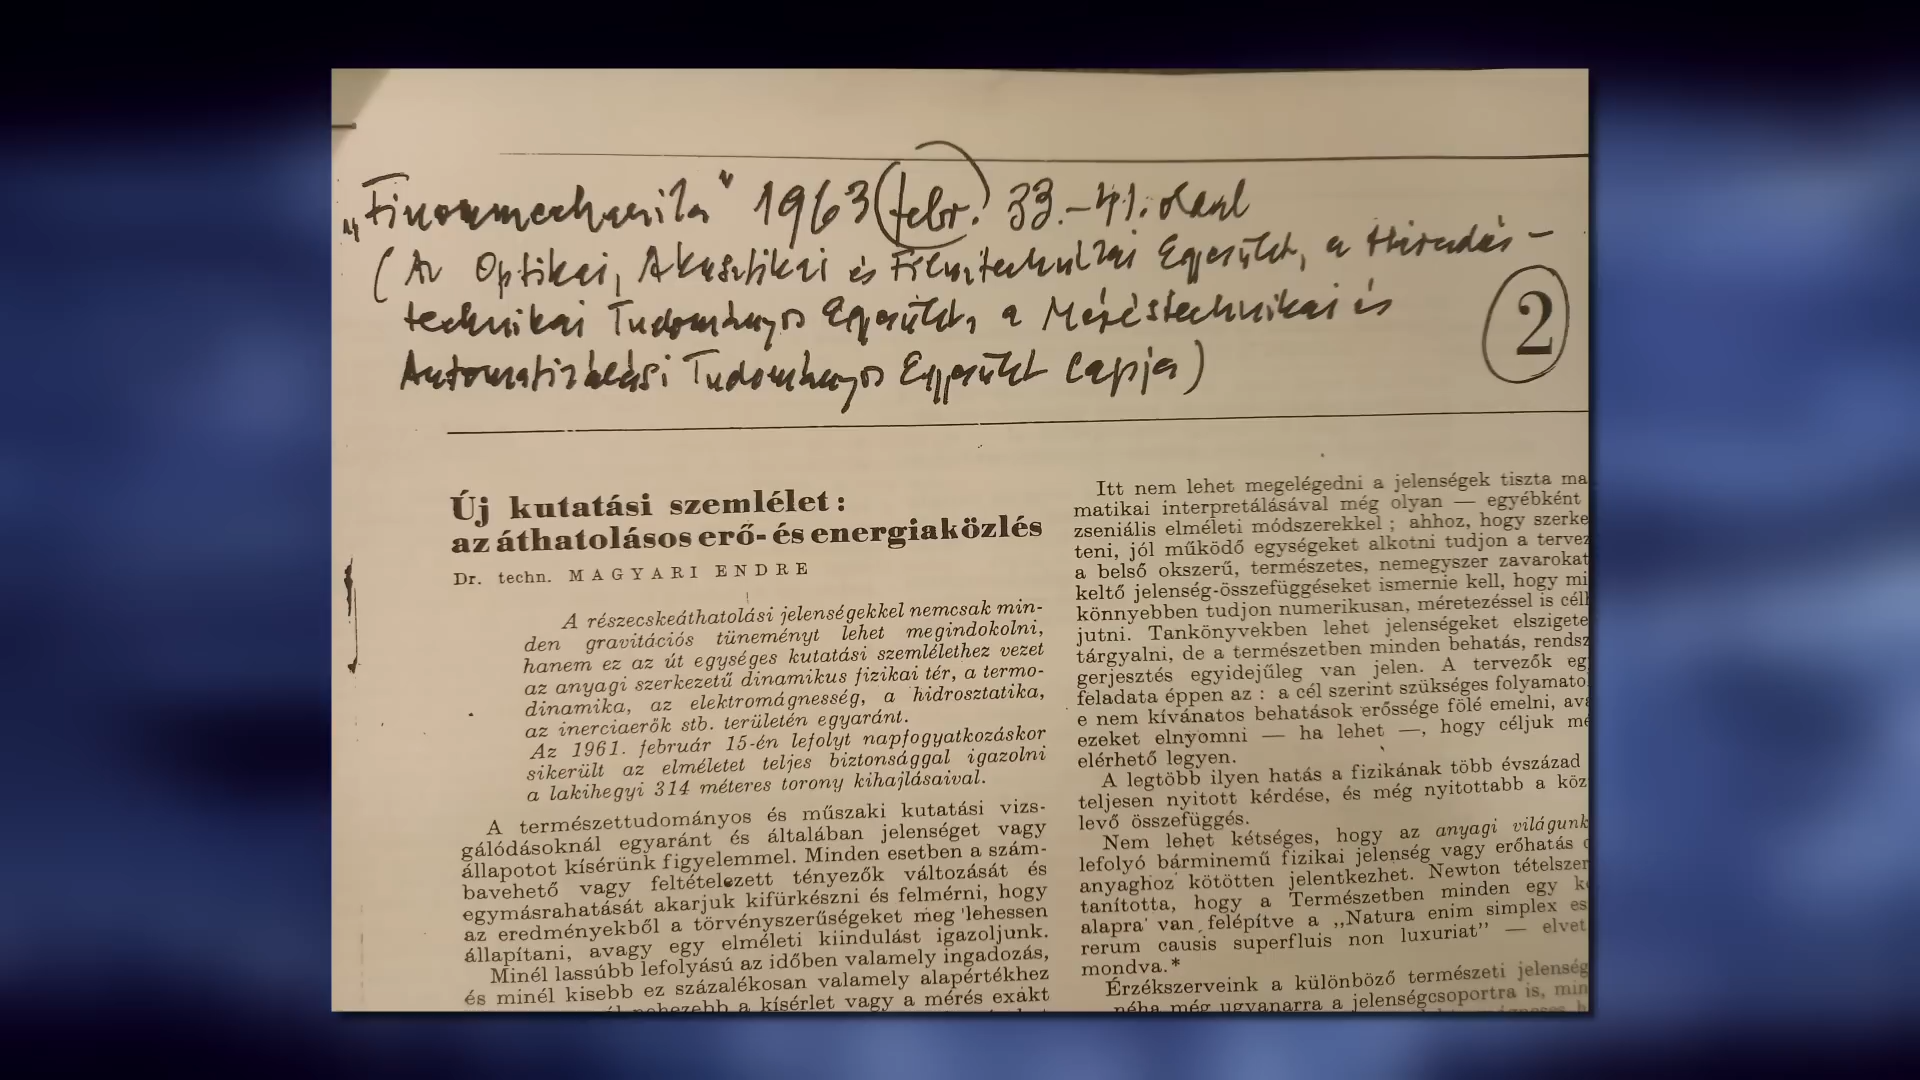 „Finommechanika" 1963 (febr.) 33.-41. oldal
(Az Optikai, Akusztikai és Filmtechnikai Egyesület, a Híradás-
technikai Tudományos Egyesület, a Méréstechnikai és
Automatizálási Tudományos Egyesület lapja)
2
Új kutatási szemlélet :
az áthatolásos erő- és energiaközlés
Dr. techn. MAGYARI ENDRE
A részecskeáthatolási jelenségekkel nemcsak min-
den gravitációs tüneményt lehet megindokolni,
hanem ez az út egységes kutatási szemlélethez vezet
az anyagi szerkezetű dinamikus fizikai tér, a termo-
dinamika, az elektromágnesség, a hidrosztatika,
az inerciaerők stb. területén egyaránt.
Az 1961. február 15-én lefolyt napfogyatkozáskor
sikerült az elméletet teljes biztonsággal igazolni
a lakihegyi 314 méteres torony kihajlásaival.
A természettudományos és műszaki kutatási vizs-
gálódásoknál egyaránt és általában jelenséget vagy
állapotot kísérünk figyelemmel. Minden esetben a szám-
bavehető vagy feltételezett tényezők változását és
egymásrahatását akarjuk kifürkészni és felmérni, hogy
az eredményekből a törvényszerűségeket meg lehessen
állapítani, avagy egy elméleti kiindulást igazoljunk.
Minél lassúbb lefolyású az időben valamely ingadozás,
és minél kisebb ez százalékosan valamely alapértékhez
nehezebb a kísérlet vagy a mérés exakt
Itt nem lehet megelégedni a jelenségek tiszta ma
matikai interpretálásával még olyan — egyébként
zseniális elméleti módszerekkel ; ahhoz, hogy szerke
teni, jól működő egységeket alkotni tudjon a tervez
a belső okszerű, természetes, nemegyszer zavarokat
keltő jelenség-összefüggéseket ismernie kell, hogy mi
könnyebben tudjon numerikusan, méretezéssel is cél
jutni. Tankönyvekben lehet jelenségeket elszigete
tárgyalni, de a természetben minden behatás, rendsz
gerjesztés egyidejűleg van jelen. A tervezők eg
feladata éppen az : a cél szerint szükséges folyamato
e nem kívánatos behatások erőssége fölé emelni, ava
ezeket elnyomni — ha lehet —, hogy céljuk me
elérhető legyen.
A legtöbb ilyen hatás a fizikának több évszázad
teljesen nyitott kérdése, és még nyitottabb a köz
levő összefüggés.
Nem lehet kétséges, hogy az anyagi világunk
lefolyó bárminemű fizikai jelenség vagy erőhatás
anyaghoz kötötten jelentkezhet. Newton tételszer
tanította, hogy a Természetben minden egy k
alapra van felépítve a „Natura enim simplex es
rerum causis superfluis non luxuriat" — elvet
mondva.*
Érzékszerveink a különböző természeti jelenség
néha még ugyanarra a jelenségcsoportra is, min